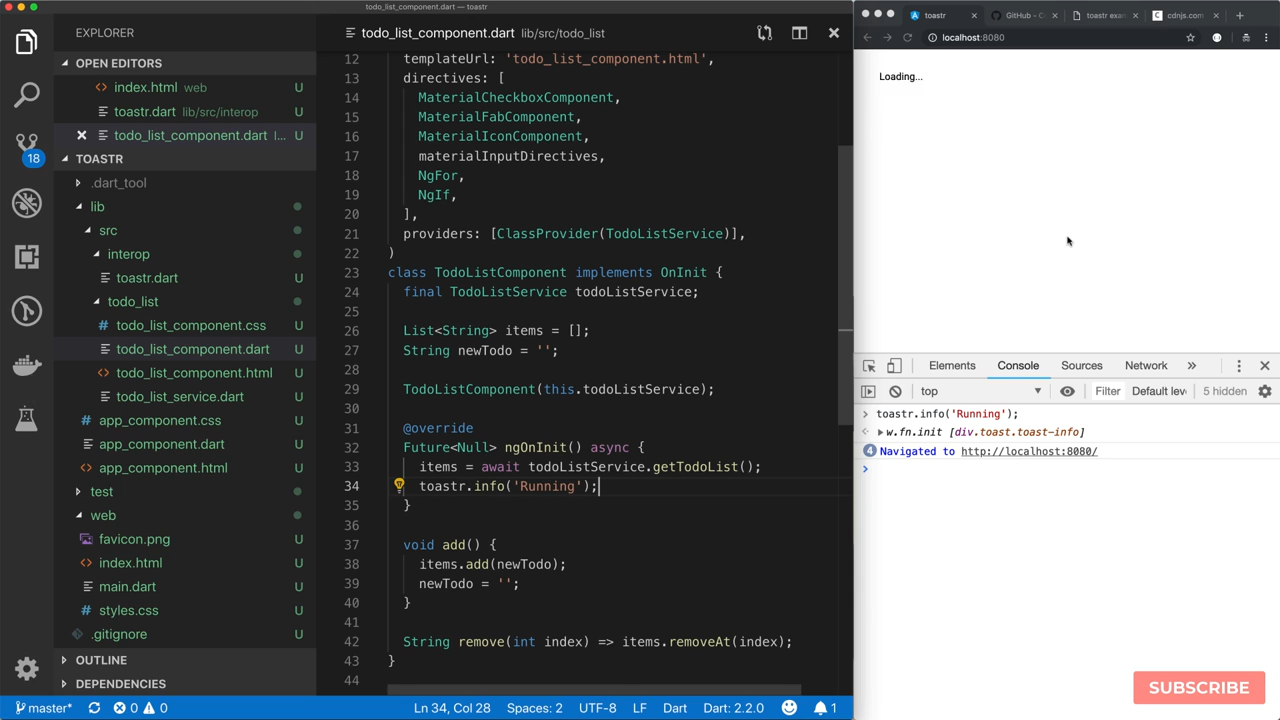 todo_list_component.dart — toastr
EXPLORER
OPEN EDITORS
index.html web U
toastr.dart lib/src/interop U
todo_list_component.dart l... U
TOASTR
.dart_tool
lib
src
interop
toastr.dart U
todo_list
todo_list_component.css U
todo_list_component.dart U
todo_list_component.html U
todo_list_service.dart U
app_component.css U
app_component.dart U
app_component.html U
test
web
favicon.png U
index.html U
main.dart U
styles.css U
.gitignore U
OUTLINE
DEPENDENCIES
18
todo_list_component.dart lib/src/todo_list
12 templateUrl: 'todo_list_component.html',
13 directives: [
14 MaterialCheckboxComponent,
15 MaterialFabComponent,
16 MaterialIconComponent,
17 materialInputDirectives,
18 NgFor,
19 NgIf,
20 ],
21 providers: [ClassProvider(TodoListService)],
22 )
23 class TodoListComponent implements OnInit {
24 final TodoListService todoListService;
25
26 List<String> items = [];
27 String newTodo = '';
28
29 TodoListComponent(this.todoListService);
30
31 @override
32 Future<Null> ngOnInit() async {
33 items = await todoListService.getTodoList();
34 toastr.info('Running');
35 }
36
37 void add() {
38 items.add(newTodo);
39 newTodo = '';
40 }
41
42 String remove(int index) => items.removeAt(index);
43 }
44
master* 0 0 Ln 34, Col 28 Spaces: 2 UTF-8 LF Dart Dart: 2.2.0 1
toastr GitHub - C toastr exa cdnjs.com
localhost:8080
Loading...
Elements Console Sources Network »
top Filter Default leve 5 hidden
toastr.info('Running');
w.fn.init [div.toast.toast-info]
4 Navigated to http://localhost:8080/
SUBSCRIBE